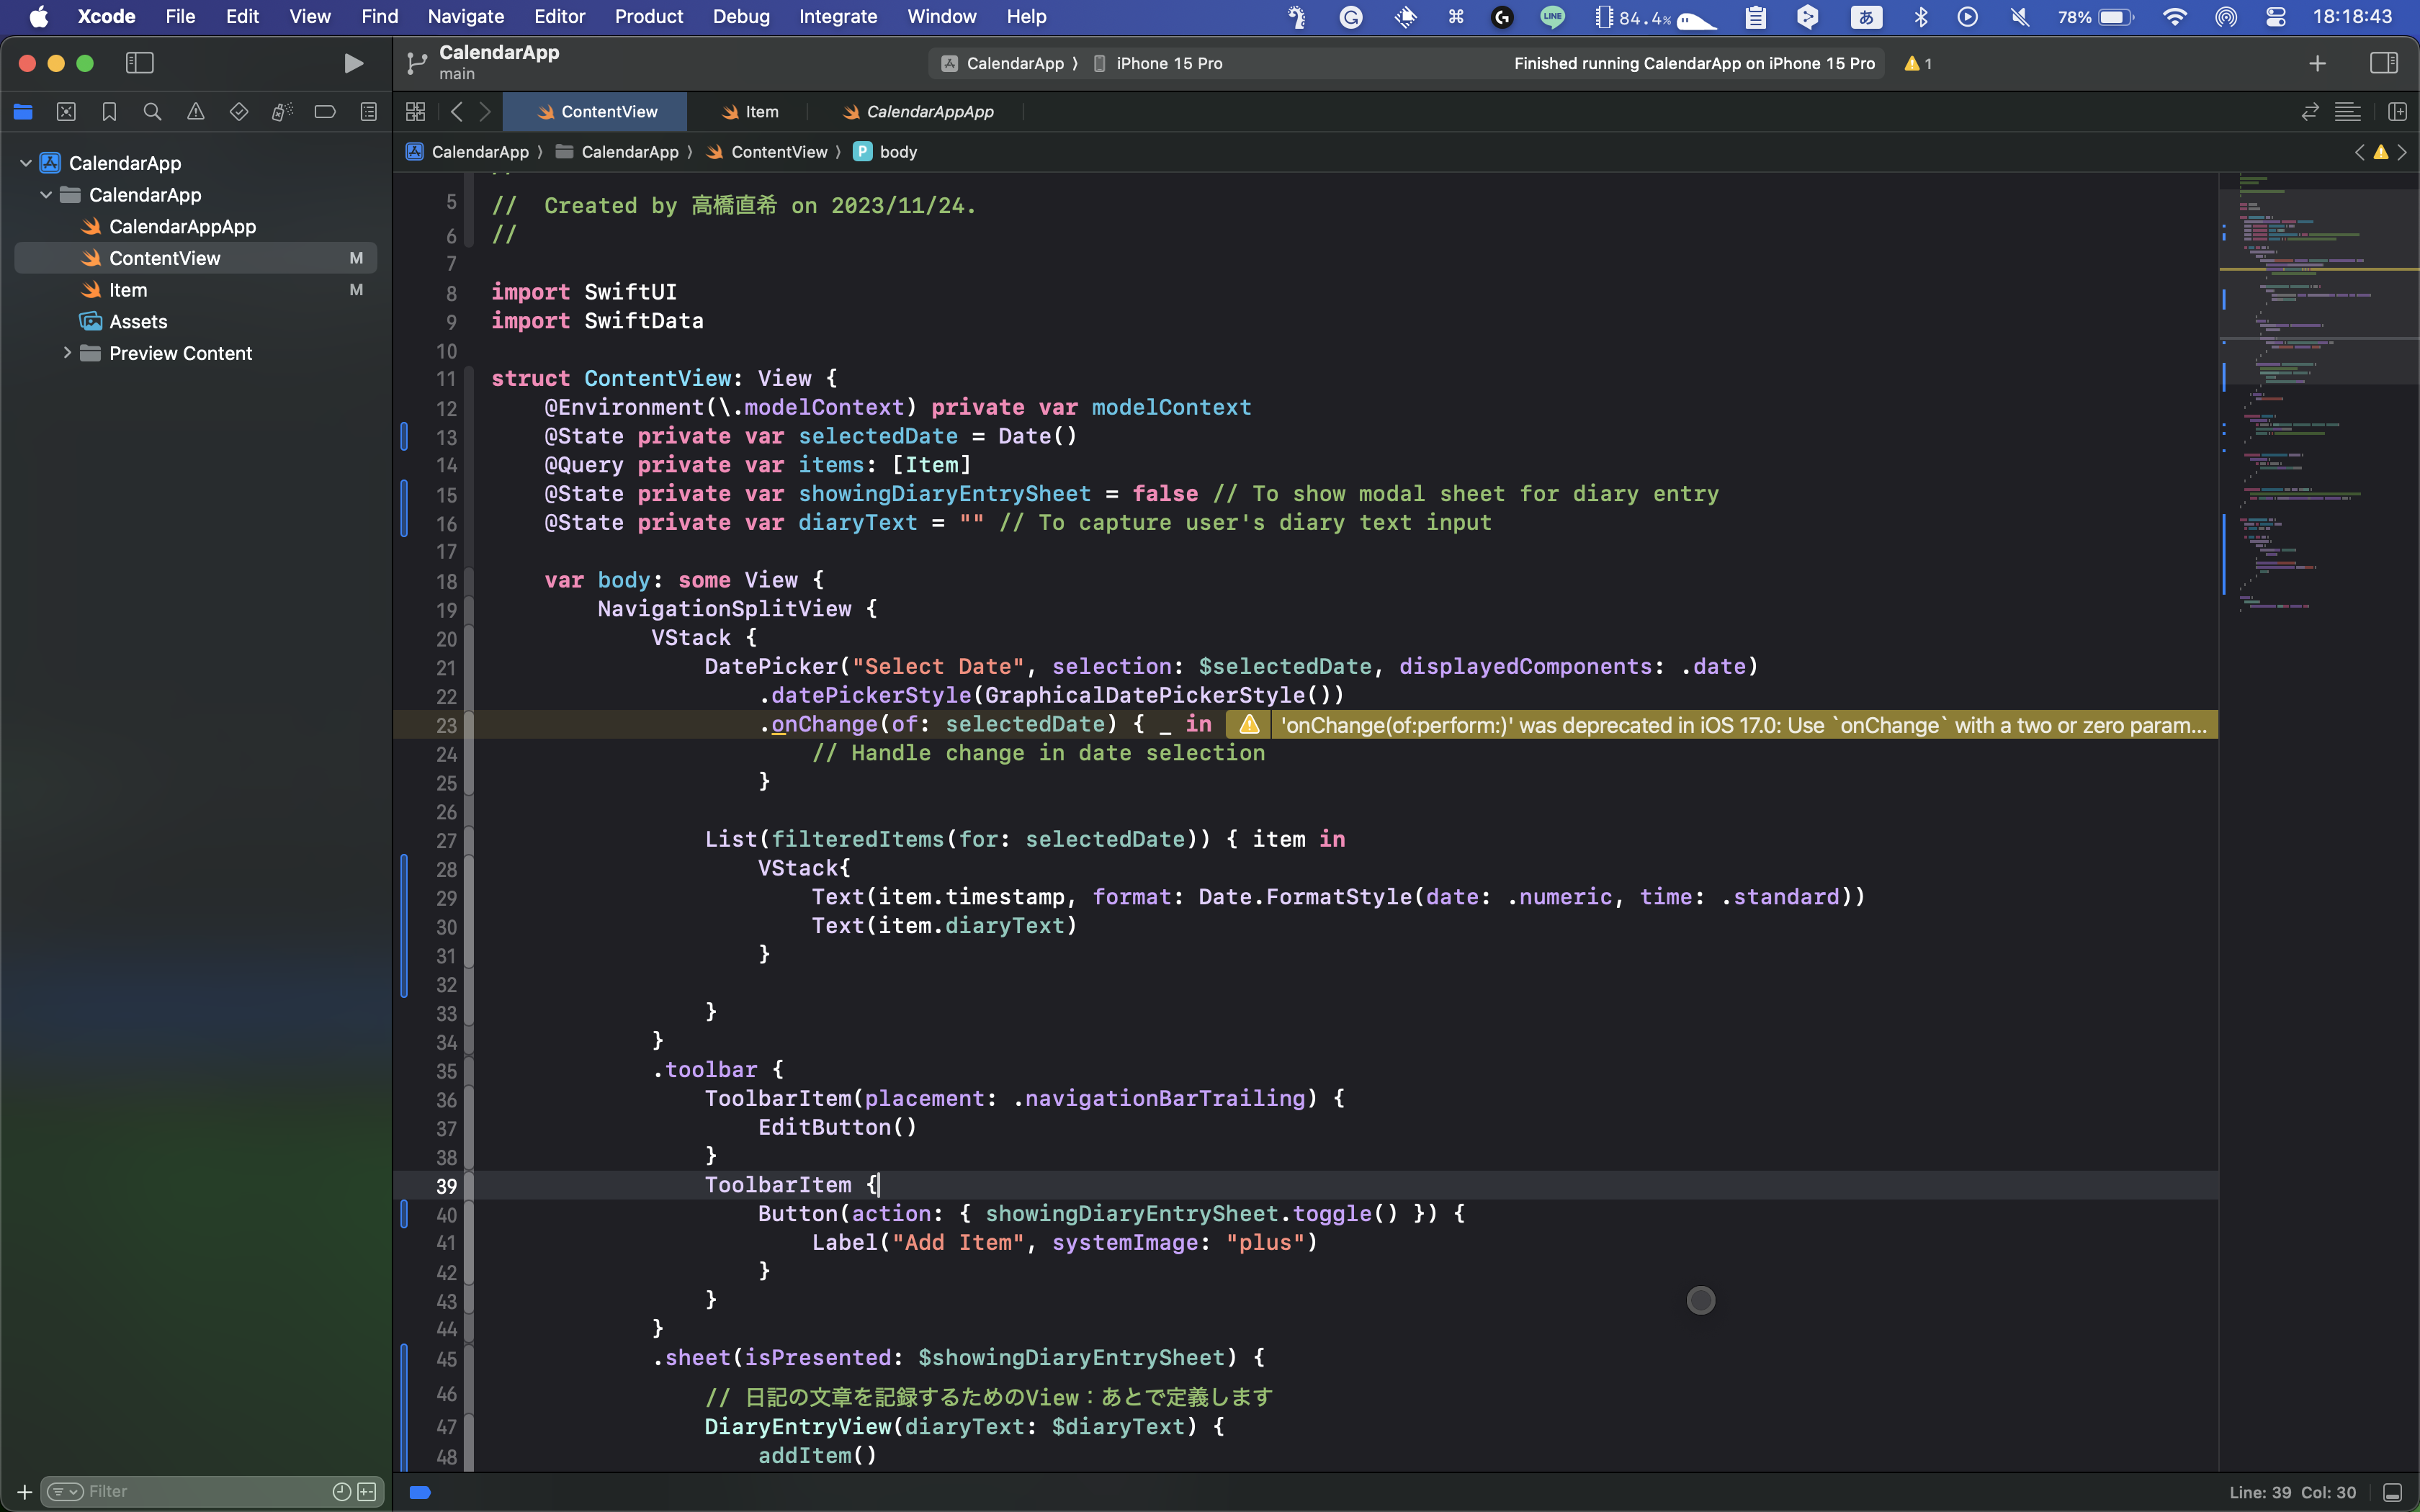 Xcode File Edit View Find Navigate Editor Product Debug Integrate Window Help LINE 84.4% あ 78% 18:18:43
CalendarApp
main
CalendarApp 〉 iPhone 15 Pro Finished running CalendarApp on iPhone 15 Pro 1
ContentView Item CalendarAppApp
CalendarApp 〉 CalendarApp 〉 ContentView 〉 P body
CalendarApp
CalendarApp
CalendarAppApp
ContentView M
Item M
Assets
Preview Content
5 //  Created by 高橋直希 on 2023/11/24.
6 //
7
8 import SwiftUI
9 import SwiftData
10
11 struct ContentView: View {
12 @Environment(\.modelContext) private var modelContext
13 @State private var selectedDate = Date()
14 @Query private var items: [Item]
15 @State private var showingDiaryEntrySheet = false // To show modal sheet for diary entry
16 @State private var diaryText = "" // To capture user's diary text input
17
18 var body: some View {
19 NavigationSplitView {
20 VStack {
21 DatePicker("Select Date", selection: $selectedDate, displayedComponents: .date)
22 .datePickerStyle(GraphicalDatePickerStyle())
23 .onChange(of: selectedDate) { _ in 'onChange(of:perform:)' was deprecated in iOS 17.0: Use `onChange` with a two or zero param...
24 // Handle change in date selection
25 }
26
27 List(filteredItems(for: selectedDate)) { item in
28 VStack{
29 Text(item.timestamp, format: Date.FormatStyle(date: .numeric, time: .standard))
30 Text(item.diaryText)
31 }
32
33 }
34 }
35 .toolbar {
36 ToolbarItem(placement: .navigationBarTrailing) {
37 EditButton()
38 }
39 ToolbarItem {
40 Button(action: { showingDiaryEntrySheet.toggle() }) {
41 Label("Add Item", systemImage: "plus")
42 }
43 }
44 }
45 .sheet(isPresented: $showingDiaryEntrySheet) {
46 // 日記の文章を記録するためのView：あとで定義します
47 DiaryEntryView(diaryText: $diaryText) {
48 addItem()
Filter
Line: 39 Col: 30